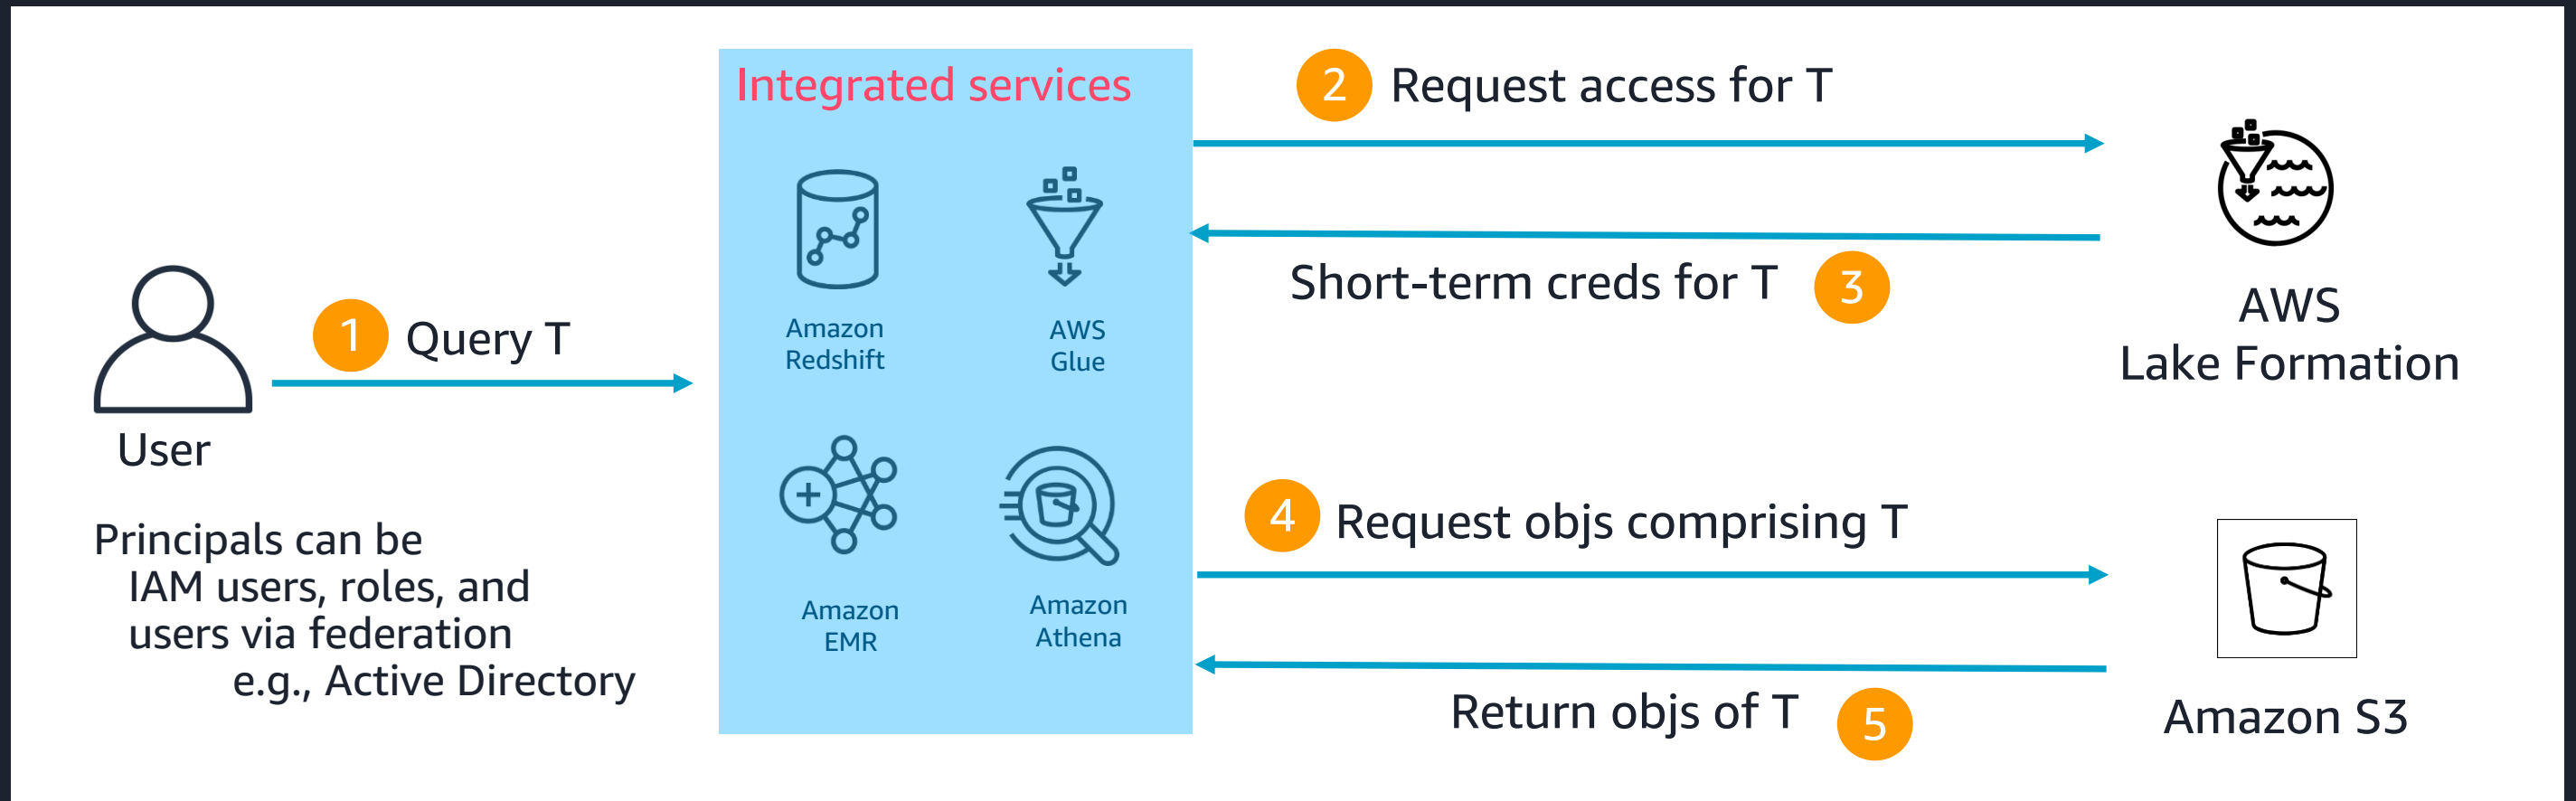 Integrated services
2 Request access for T
Short-term creds for T 3
AWS
Lake Formation
1 Query T
User
Principals can be
IAM users, roles, and
users via federation
e.g., Active Directory
Amazon
Redshift
AWS
Glue
Amazon
EMR
Amazon
Athena
4 Request objs comprising T
Return objs of T 5
Amazon S3